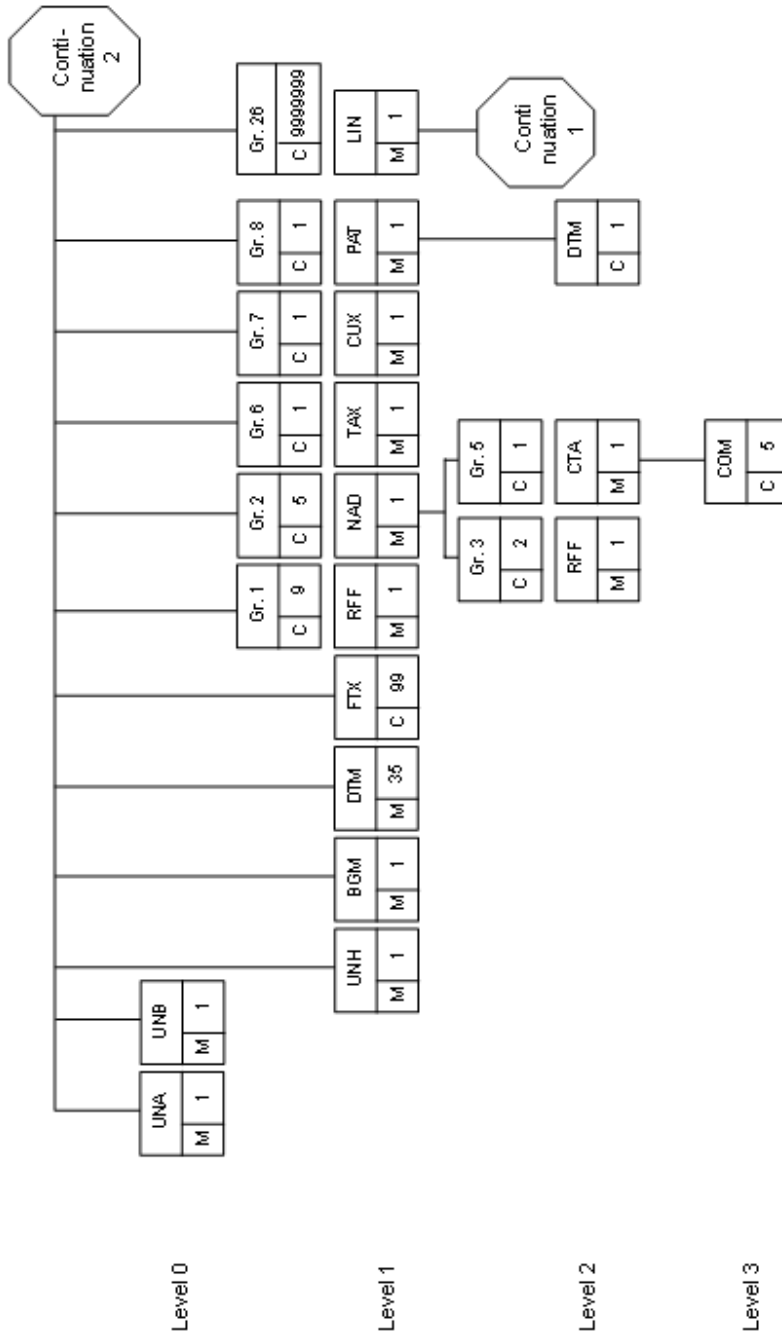 Conti-
nuation
2
UNA
M 1
UNB
M 1
UNH
M 1
BGM
M 1
DTM
M 35
FTX
C 99
Gr. 1
C 9
RFF
M 1
Gr. 2
C 5
NAD
M 1
Gr. 3
C 2
RFF
M 1
Gr. 5
C 1
CTA
M 1
COM
C 5
Gr. 6
C 1
TAX
M 1
Gr. 7
C 1
CUX
M 1
Gr. 8
C 1
PAT
M 1
DTM
C 1
Gr. 26
C 9999999
LIN
M 1
Conti
nuation
1
Level 0
Level 1
Level 2
Level 3